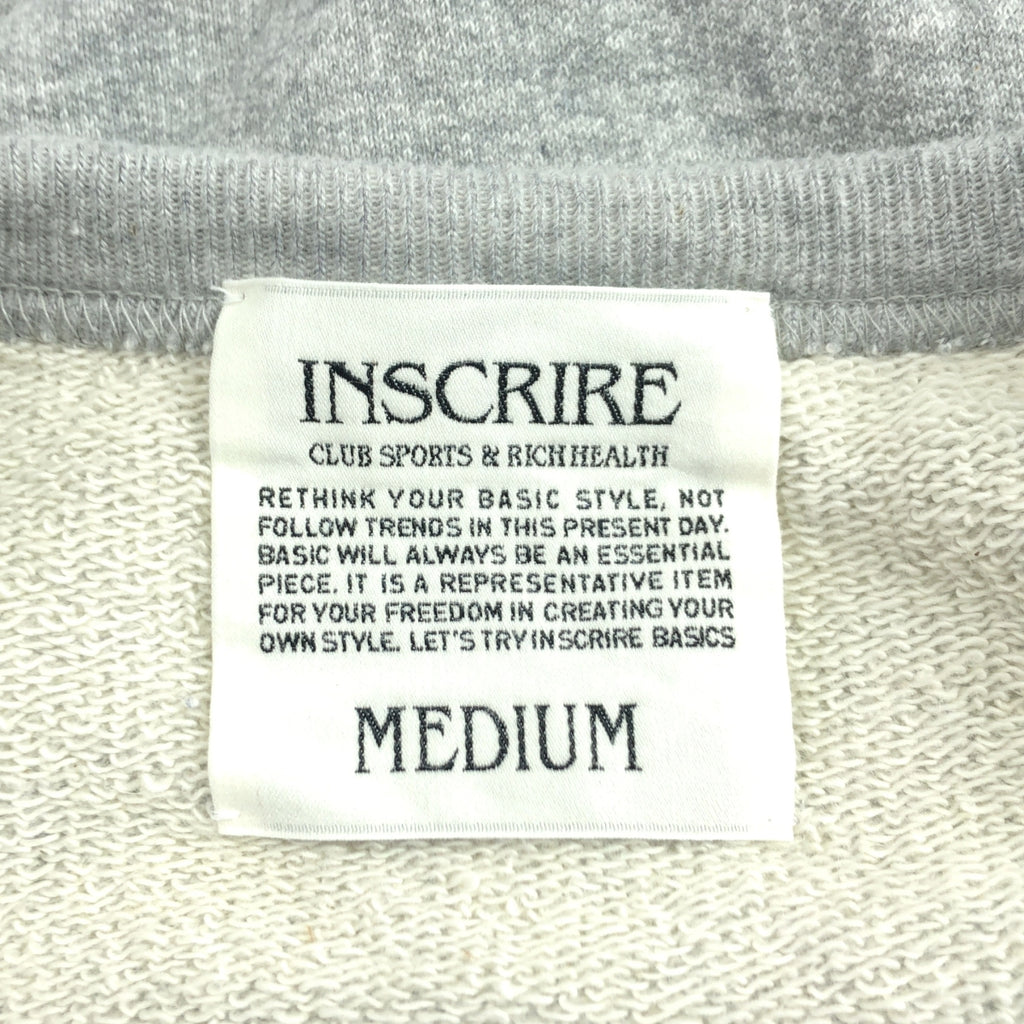 INSCRIRE
CLUB SPORTS & RICH HEALTH
RETHINK YOUR BASIC STYLE, NOT
FOLLOW TRENDS IN THIS PRESENT DAY.
BASIC WILL ALWAYS BE AN ESSENTIAL
PIECE. IT IS A REPRESENTATIVE ITEM
FOR YOUR FREEDOM IN CREATING YOUR
OWN STYLE. LET'S TRY INSCRIRE BASICS
MEDIUM